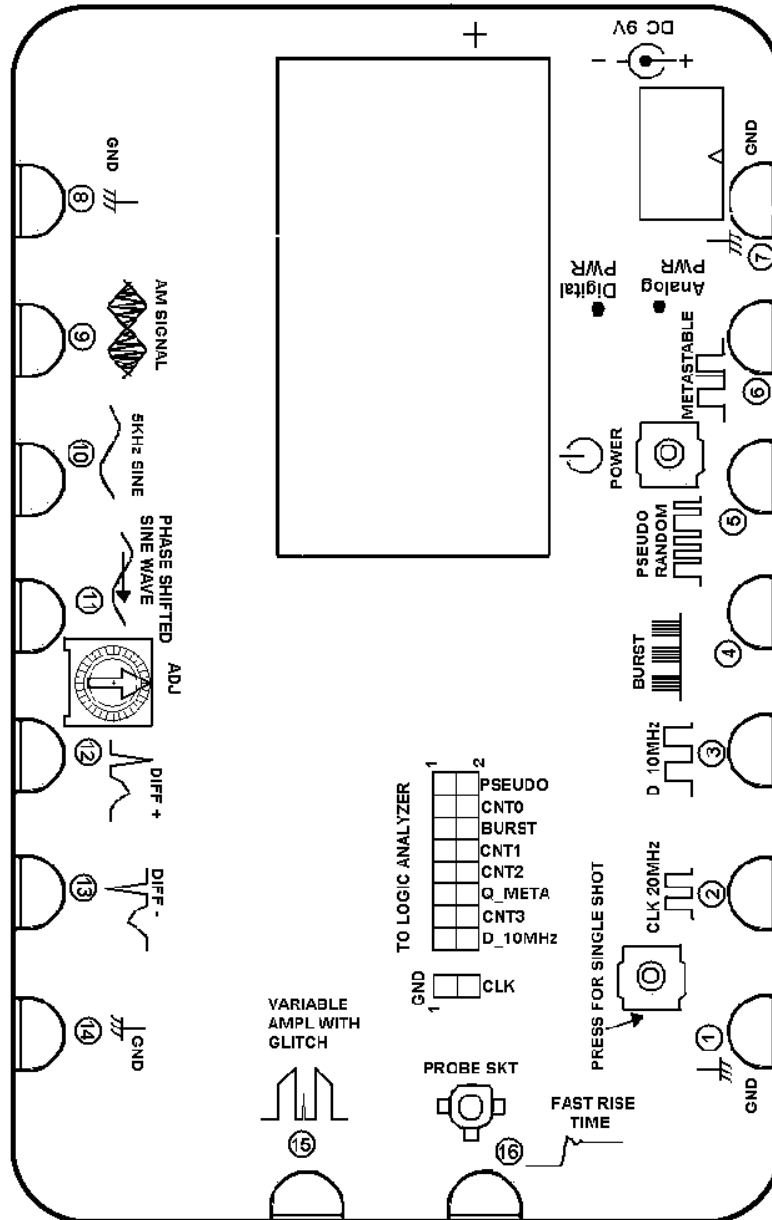 +
DC 9V
- +
GND
GND
8
7
Digital
PWR
Analog
PWR
AM SIGNAL
9
METASTABLE
6
5KHz SINE
10
POWER
5
PSEUDO
RANDOM
PHASE SHIFTED
SINE WAVE
11
4
BURST
ADJ
12
DIFF +
3
D_10MHz
1
2
TO LOGIC ANALYZER
PSEUDO
CNT0
BURST
CNT1
CNT2
Q_META
CNT3
D_10MHz
13
DIFF -
2
CLK 20MHz
GND
1
CLK
PRESS FOR SINGLE SHOT
14
GND
1
GND
VARIABLE
AMPL WITH
GLITCH
15
PROBE SKT
FAST RISE
TIME
16